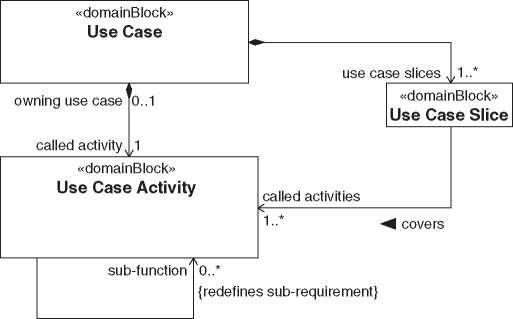 «domainBlock»
Use Case
use case slices
1..*
owning use case
0..1
«domainBlock»
Use Case Slice
called activity
1
«domainBlock»
Use Case Activity
called activities
1..*
covers
sub-function
0..*
{redefines sub-requirement}